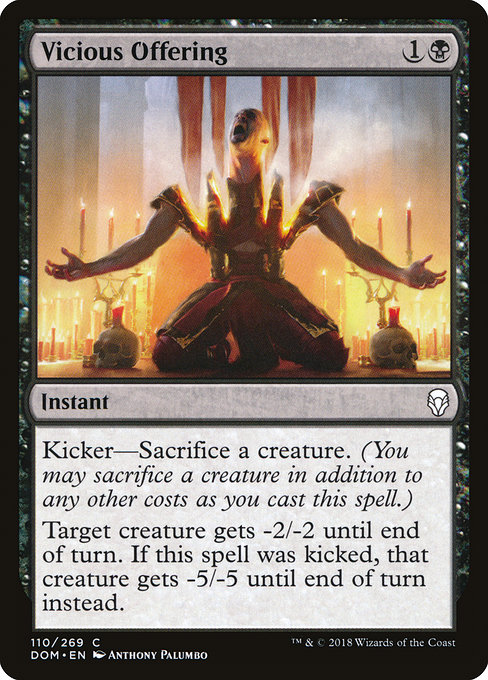 Vicious Offering 1
Instant
Kicker—Sacrifice a creature. (You
may sacrifice a creature in addition to
any other costs as you cast this spell.)
Target creature gets -2/-2 until end
of turn. If this spell was kicked, that
creature gets -5/-5 until end of turn
instead.
110/269 C
DOM • EN Anthony Palumbo
™ & © 2018 Wizards of the Coast